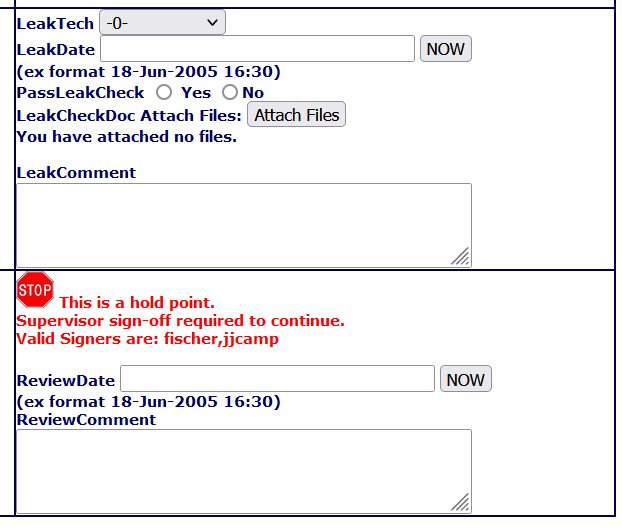 LeakTech -0-
LeakDate NOW
(ex format 18-Jun-2005 16:30)
PassLeakCheck Yes No
LeakCheckDoc Attach Files: Attach Files
You have attached no files.
LeakComment
STOP This is a hold point.
Supervisor sign-off required to continue.
Valid Signers are: fischer,jjcamp
ReviewDate NOW
(ex format 18-Jun-2005 16:30)
ReviewComment